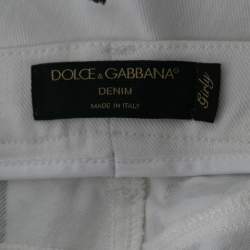 DOLCE & GABBANA®
DENIM
MADE IN ITALY
Girly